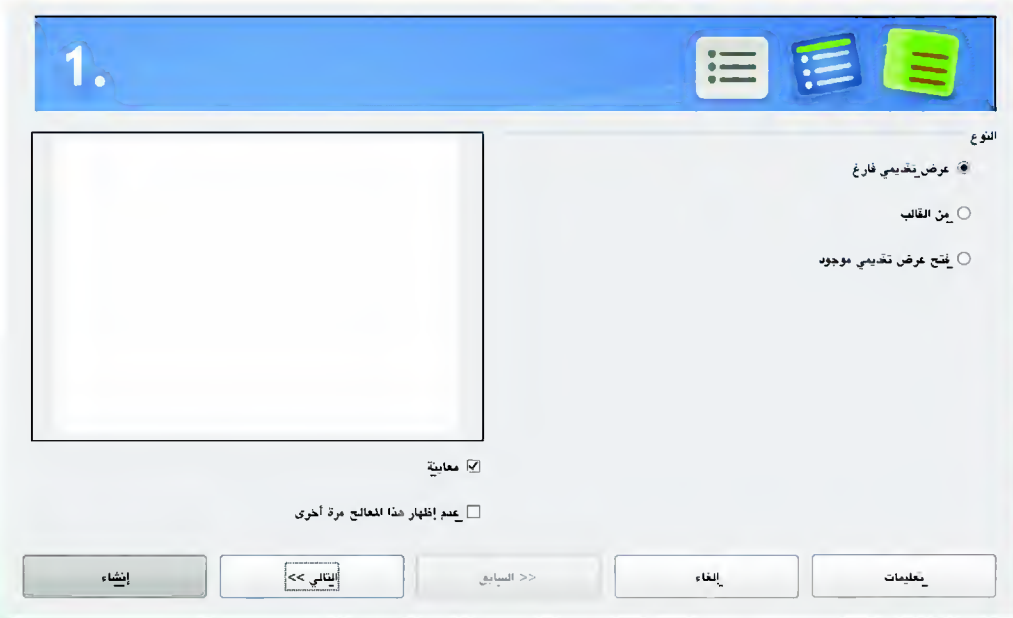 1.
النوع
عرض تقديمي فارغ
من القالب
فتح عرض تقديمي موجود
معاينة
عدم إظهار هذا المعالج مرة أخرى
تعليمات
إلغاء
<< السابق
التالي >>
إنشاء